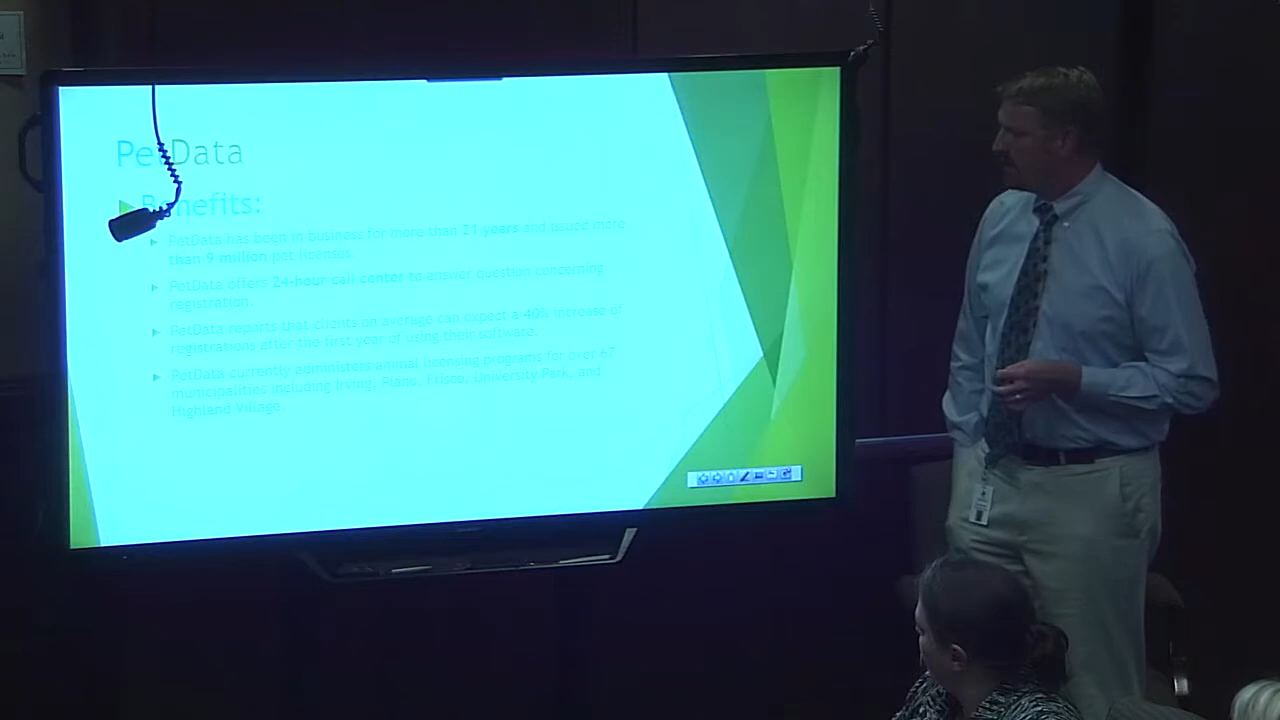 PetData
Benefits:
PetData has been in business for more than 21 years and issued more
than 9 million pet licenses.
PetData offers 24-hour call center to answer question concerning
registration.
PetData reports that clients on average can expect a 40% increase of
registrations after the first year of using their software.
PetData currently administers animal licensing programs for over 67
municipalities including Irving, Plano, Frisco, University Park, and
Highland Village.